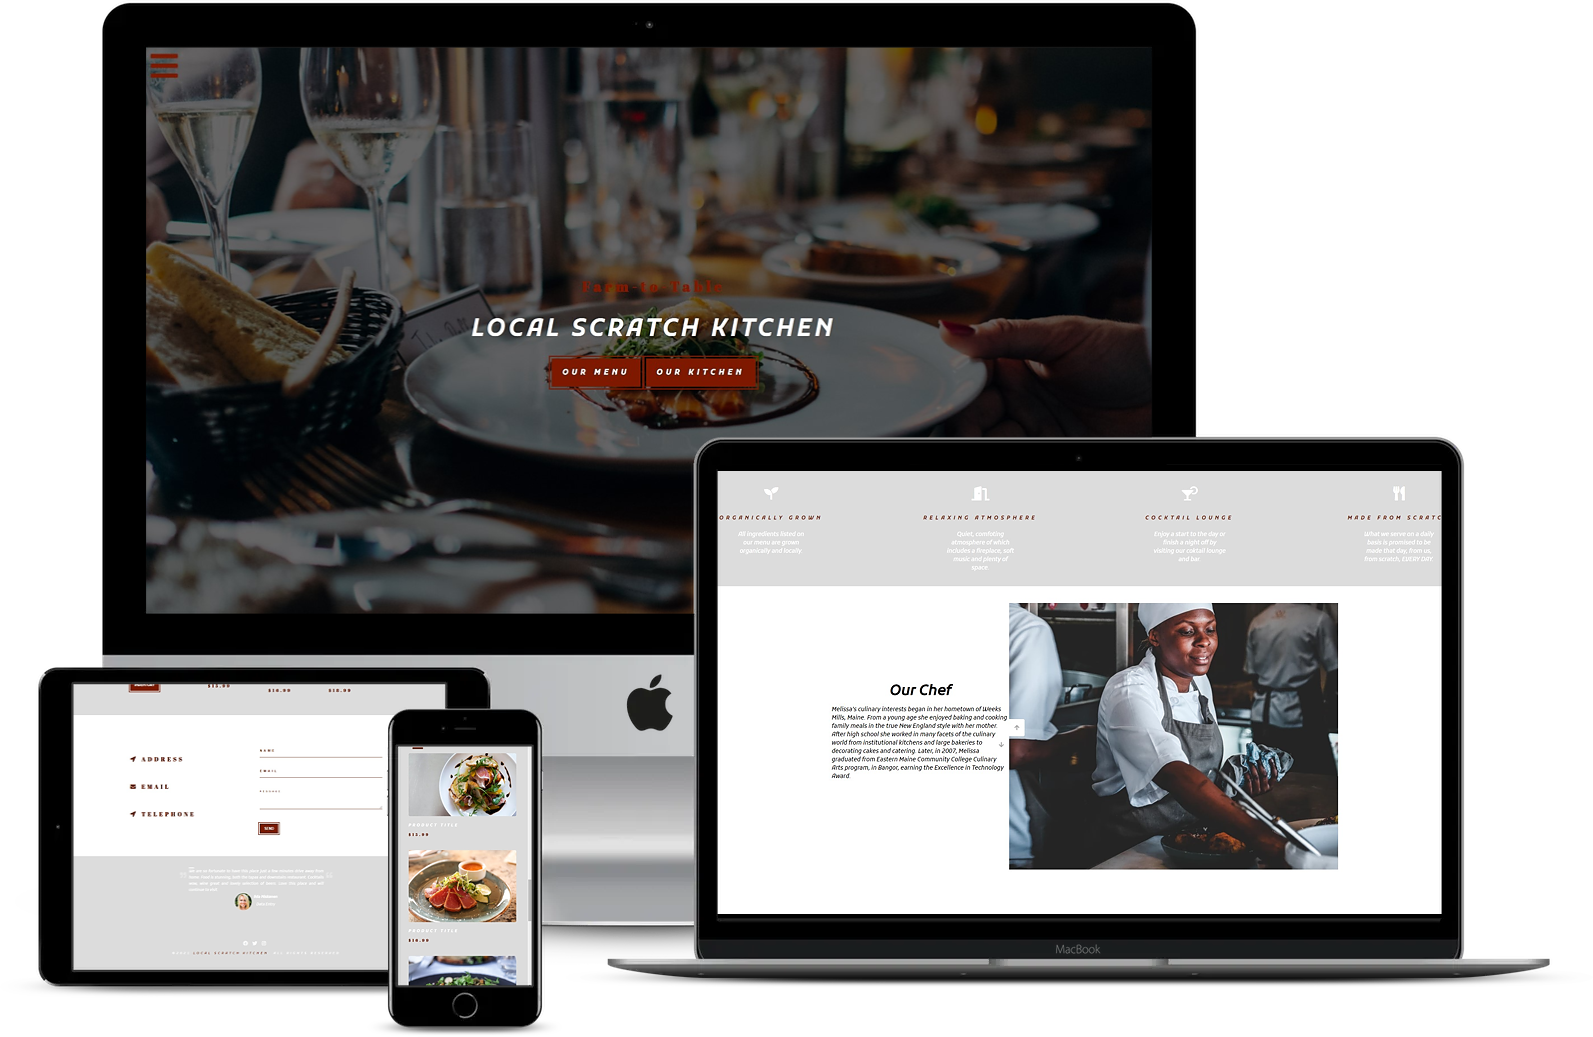 Farm-to Table
LOCAL SCRATCH KITCHEN
OUR MENU
OUR KITCHEN
ORGANICALLY GROWN
All ingredients listed on
our menu are grown
organically and locally
RELAXING ATMOSPHERE
Quiet, comfoting
atmosphere of which
includes a fireplace, soft
music and plenty of
space.
COCKTAIL LOUNGE
Enjoy a start to the day or
finish a night off by
visiting our coktail lounge
and bar
MADE FROM SCRATC
What we serve on a daily
basis is promised to be
made that day, from us,
from scratch, EVERY DAY.
Our Chef
Melissa's culinary interests began in her hometown of Weeks
Mills, Maine. From a young age she enjoyed baking and cooking
family meals in the true New England style with her mother.
After high school she worked in many facets of the culinary
world from institutional kitchens and large bakeries to
decorating cakes and catering. Later, in 2007, Melissa
graduated from Eastern Maine Community College Culinary
Arts program, in Bangor, earning the Excellence in Technology
Award.
MacBook
$10.00
ADDRESS
EMAIL
TELEPHONE
NAME
EMAIL
MESSAGE
SEND
LOCAL SCRATCH KITCHEN
PRODUCT TITLE
$15.00
PRODUCT TITLE
$10.00